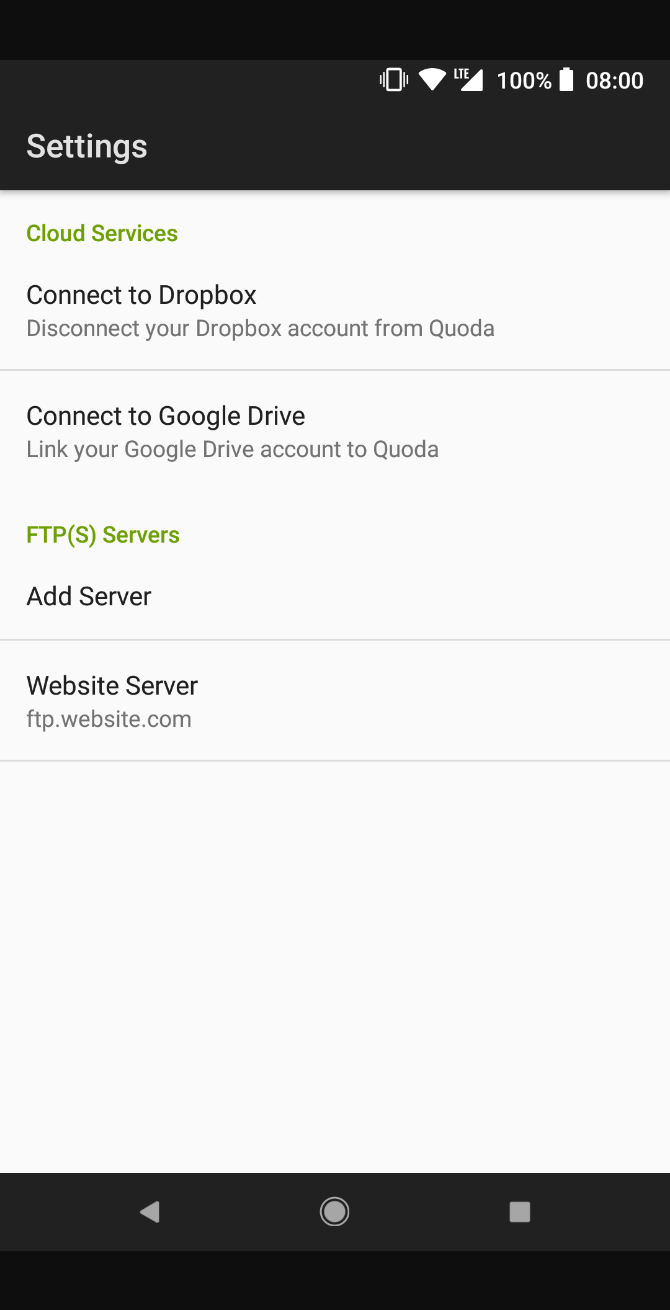 LTE 100% 08:00
Settings
Cloud Services
Connect to Dropbox
Disconnect your Dropbox account from Quoda
Connect to Google Drive
Link your Google Drive account to Quoda
FTP(S) Servers
Add Server
Website Server
ftp.website.com